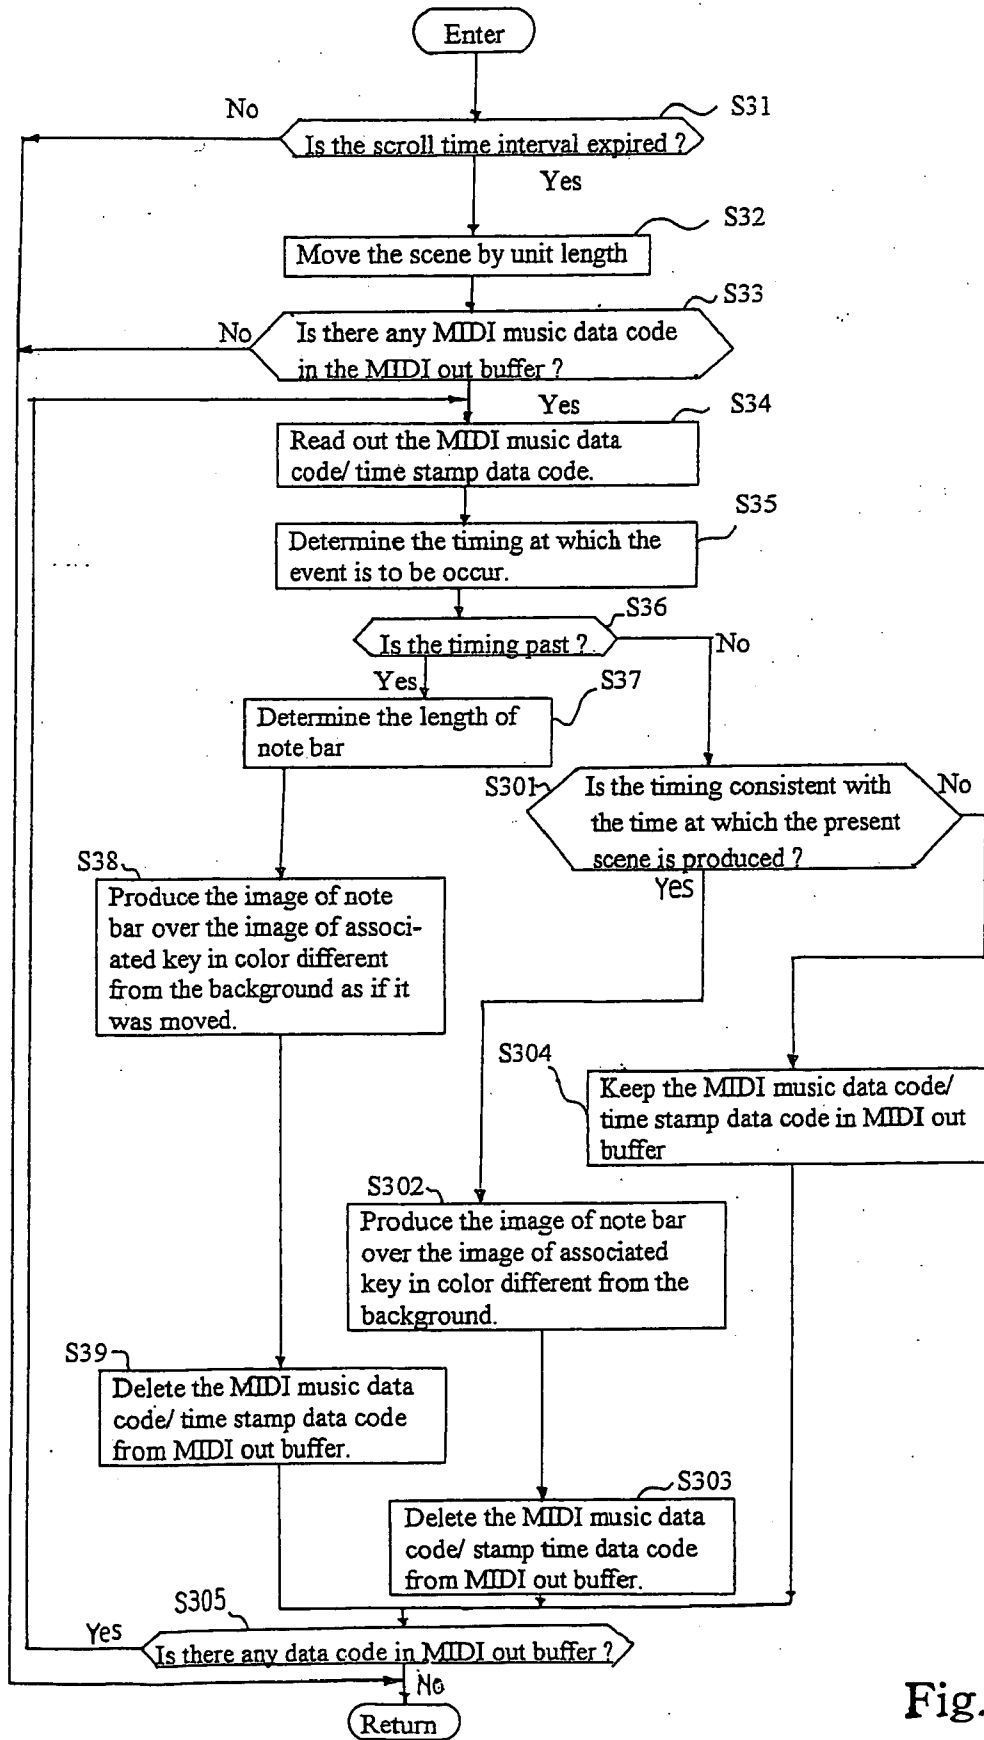 Enter
No
S31
Is the scroll time interval expired ?
Yes
S32
Move the scene by unit length
S33
No
Is there any MIDI music data code
in the MIDI out buffer ?
Yes
S34
Read out the MIDI music data
code/ time stamp data code.
S35
Determine the timing at which the
event is to be occur.
S36
Is the timing past ?
No
Yes
S37
Determine the length of
note bar
S301
Is the timing consistent with
the time at which the present
scene is produced ?
No
Yes
S38
Produce the image of note
bar over the image of associ-
ated key in color different
from the background as if it
was moved.
S304
Keep the MIDI music data code/
time stamp data code in MIDI out
buffer
S302
Produce the image of note bar
over the image of associated
key in color different from the
background.
S39
Delete the MIDI music data
code/ time stamp data code
from MIDI out buffer.
S303
Delete the MIDI music data
code/ stamp time data code
from MIDI out buffer.
S305
Yes
Is there any data code in MIDI out buffer ?
No
Return
Fig.